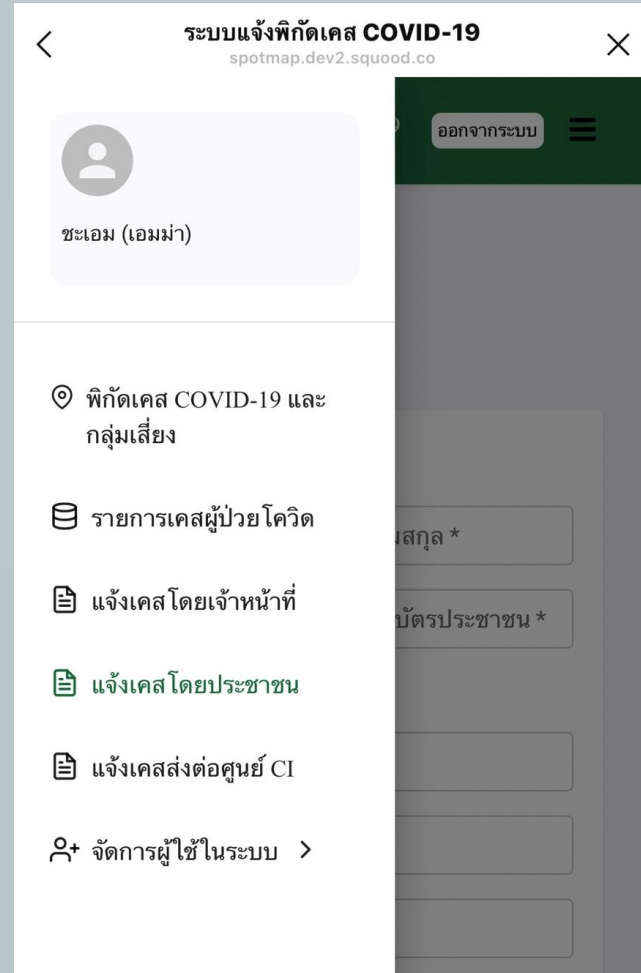 ระบบแจ้งพิกัดเคส COVID-19
spotmap.dev2.squood.co
ออกจากระบบ
ชะเอม (เอมม่า)
พิกัดเคส COVID-19 และ
กลุ่มเสี่ยง
รายการเคสผู้ป่วยโควิด
แจ้งเคสโดยเจ้าหน้าที่
แจ้งเคสโดยประชาชน
แจ้งเคสส่งต่อศูนย์ CI
จัดการผู้ใช้ในระบบ
สกุล *
บัตรประชาชน *